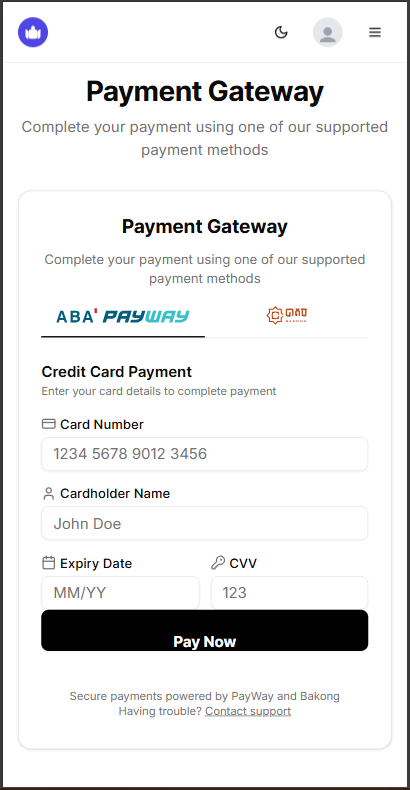 Payment Gateway
Complete your payment using one of our supported
payment methods
Payment Gateway
Complete your payment using one of our supported
payment methods
ABA' PAYWAY
បាគង
Credit Card Payment
Enter your card details to complete payment
Card Number
1234 5678 9012 3456
Cardholder Name
John Doe
Expiry Date CVV
MM/YY 123
Pay Now
Secure payments powered by PayWay and Bakong
Having trouble? Contact support